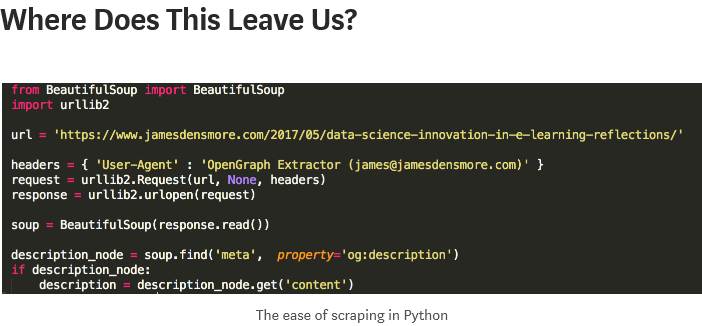 Where Does This Leave Us?
from BeautifulSoup import BeautifulSoup
import urllib2
url = 'https://www.jamesdensmore.com/2017/05/data-science-innovation-in-e-learning-reflections/'
headers = { 'User-Agent' : 'OpenGraph Extractor (james@jamesdensmore.com)' }
request = urllib2.Request(url, None, headers)
response = urllib2.urlopen(request)
soup = BeautifulSoup(response.read())
description_node = soup.find('meta',  property='og:description')
if description_node:
    description = description_node.get('content')
The ease of scraping in Python